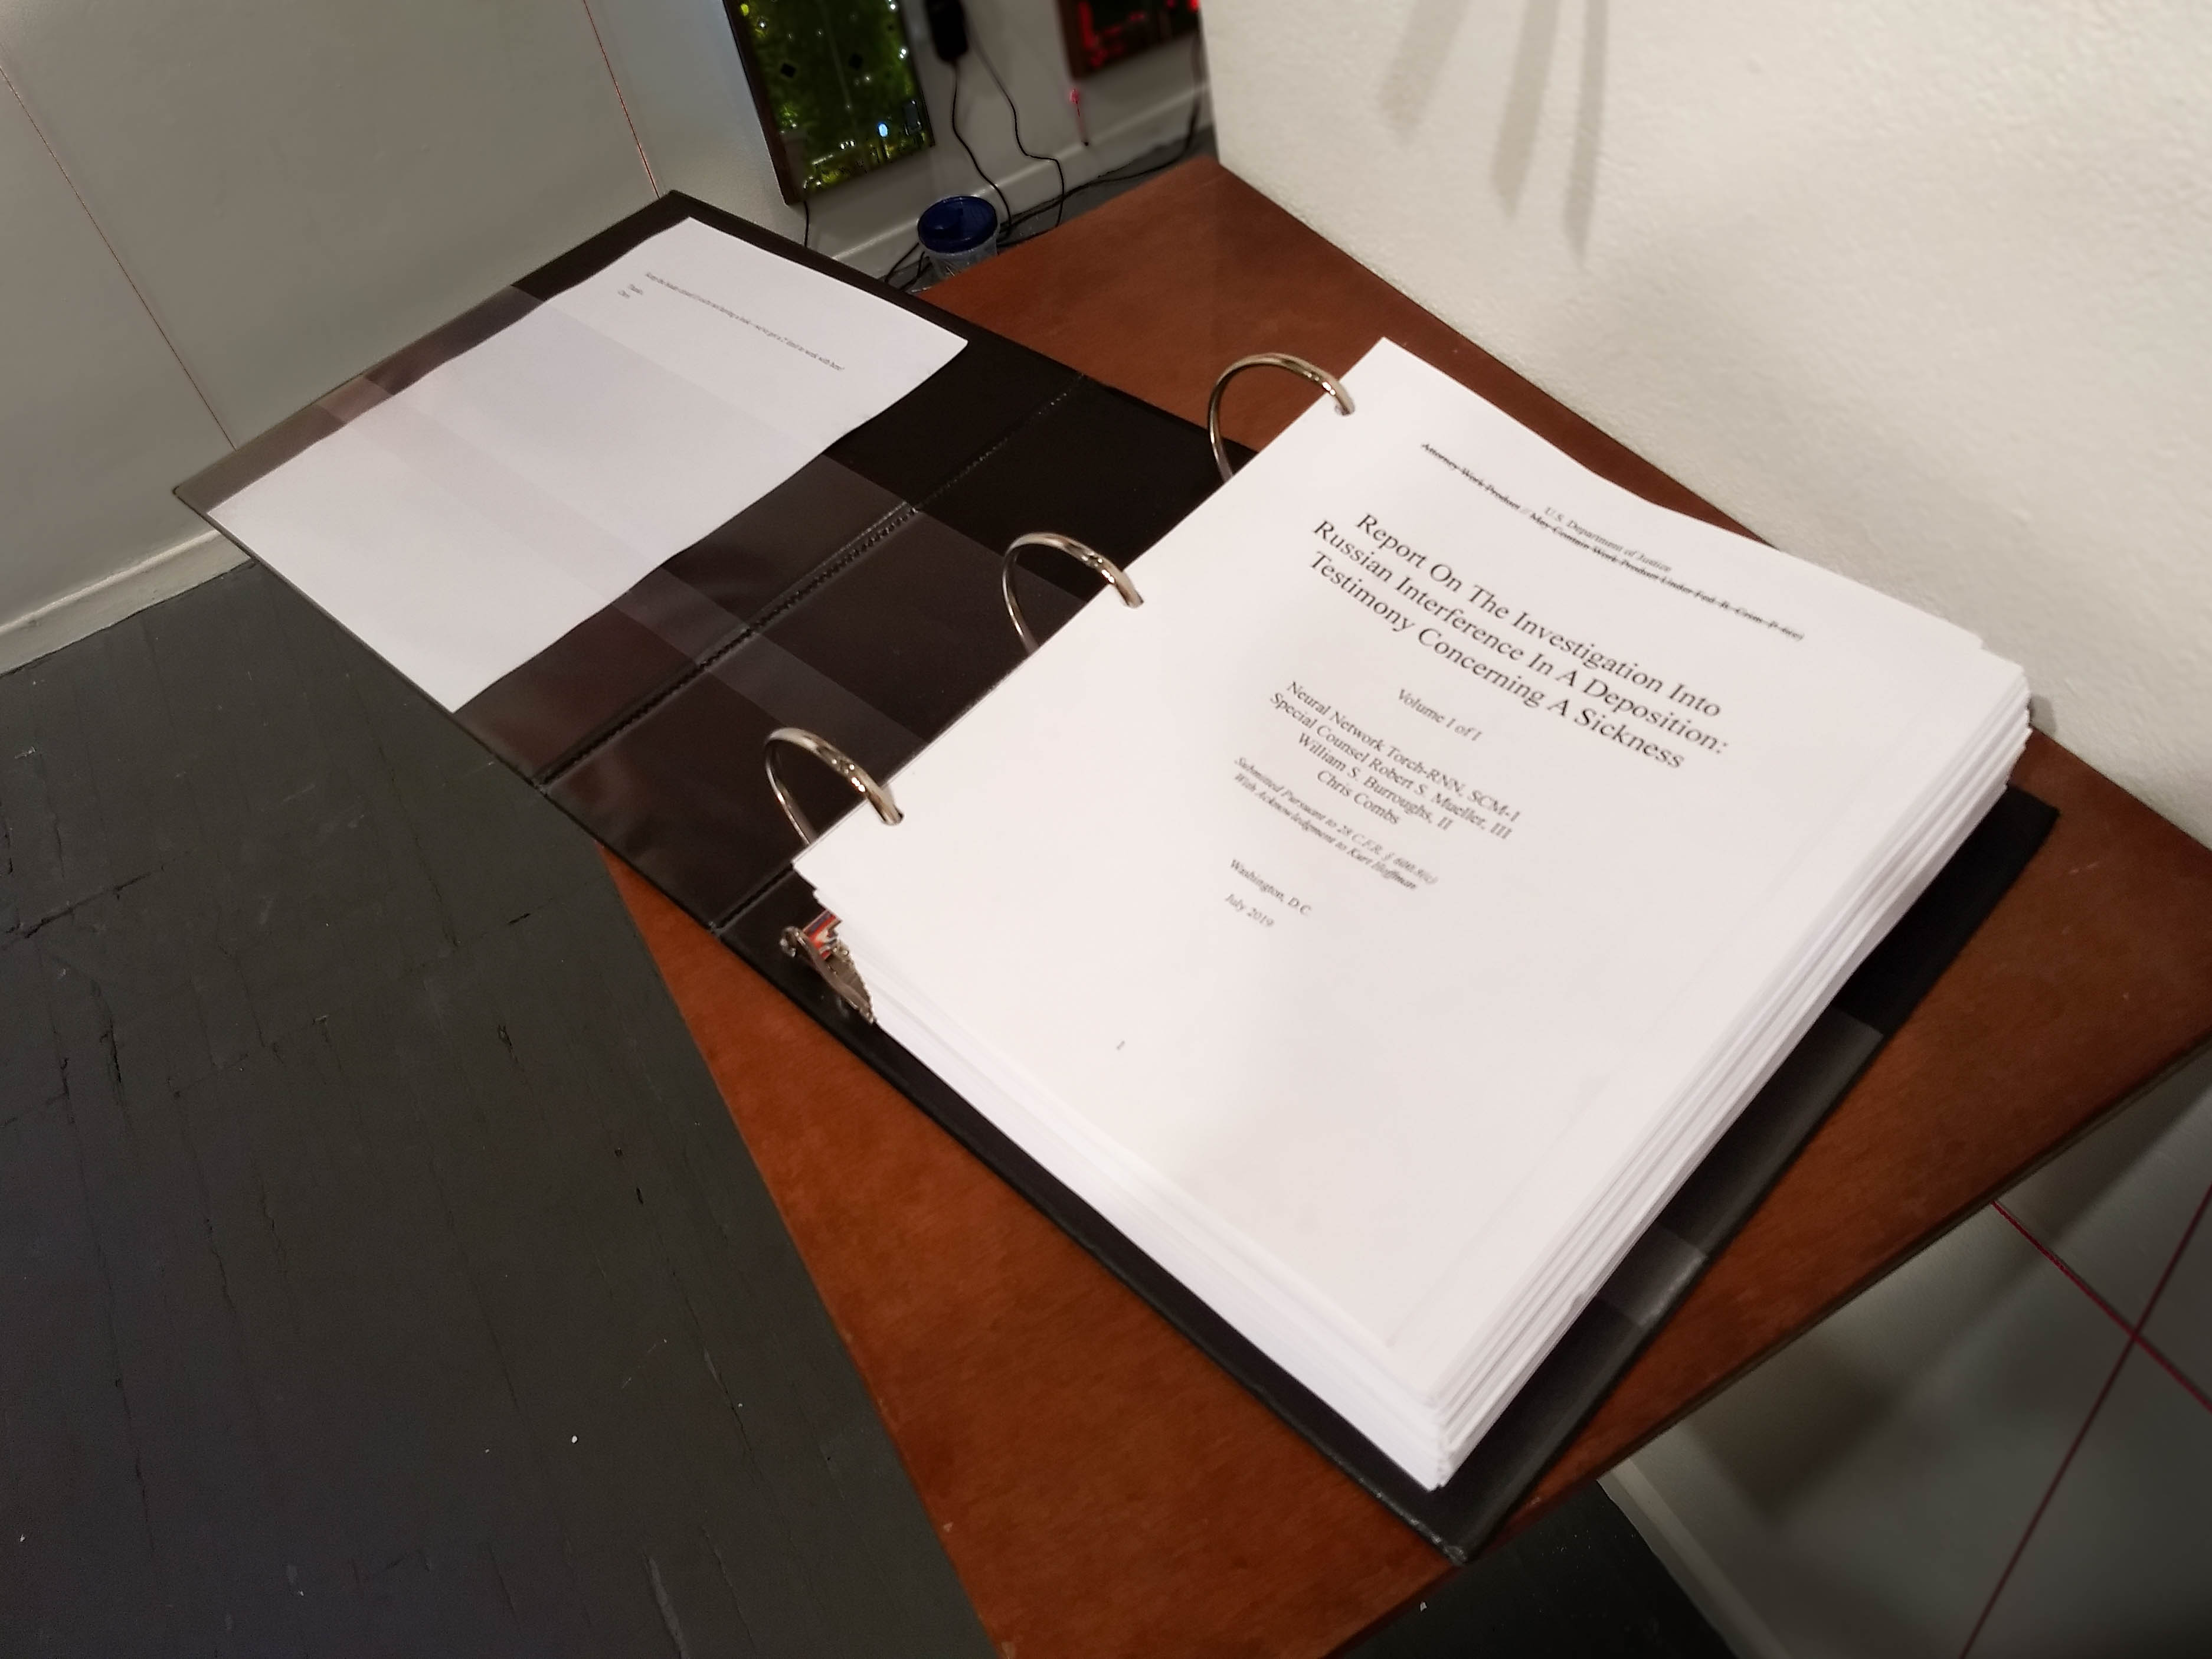 Thanks,
Chris
U.S. Department of Justice
Attorney Work Product // May Contain Work Product Under Fed. R. Crim. P. 6(e)
Report On The Investigation Into
Russian Interference In A Deposition:
Testimony Concerning A Sickness
Volume I of I
Neural Network Torch-RNN, SCM-1
Special Counsel Robert S. Mueller, III
William S. Burroughs, II
Chris Combs
Submitted Pursuant to 28 C.F.R. § 600.8(c)
With Acknowledgment to Kurt Hoffman
Washington, D.C.
July 2019
1